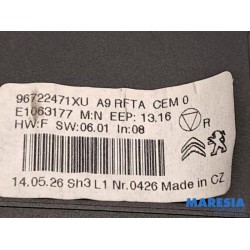 96722471XU A9 RFTA CEM 0
E1063177 M:N EEP: 13.16
R
HW:F SW:06.01 In:08
14.05.26 Sh3 L1 Nr.0426 Made in CZ
MARESIA